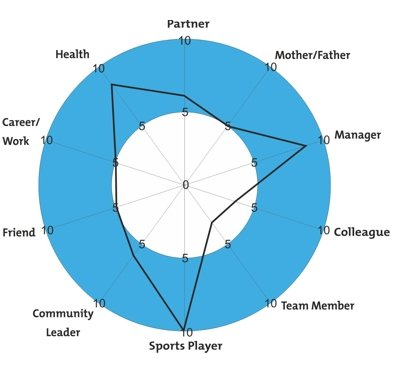 Partner
10
Health
10
Mother/Father
10
Career/
Work
10
5
5
5
Manager
10
5
5
0
Friend
10
5
5
Colleague
10
5
5
5
Community
Leader
10
Team Member
10
Sports Player
10